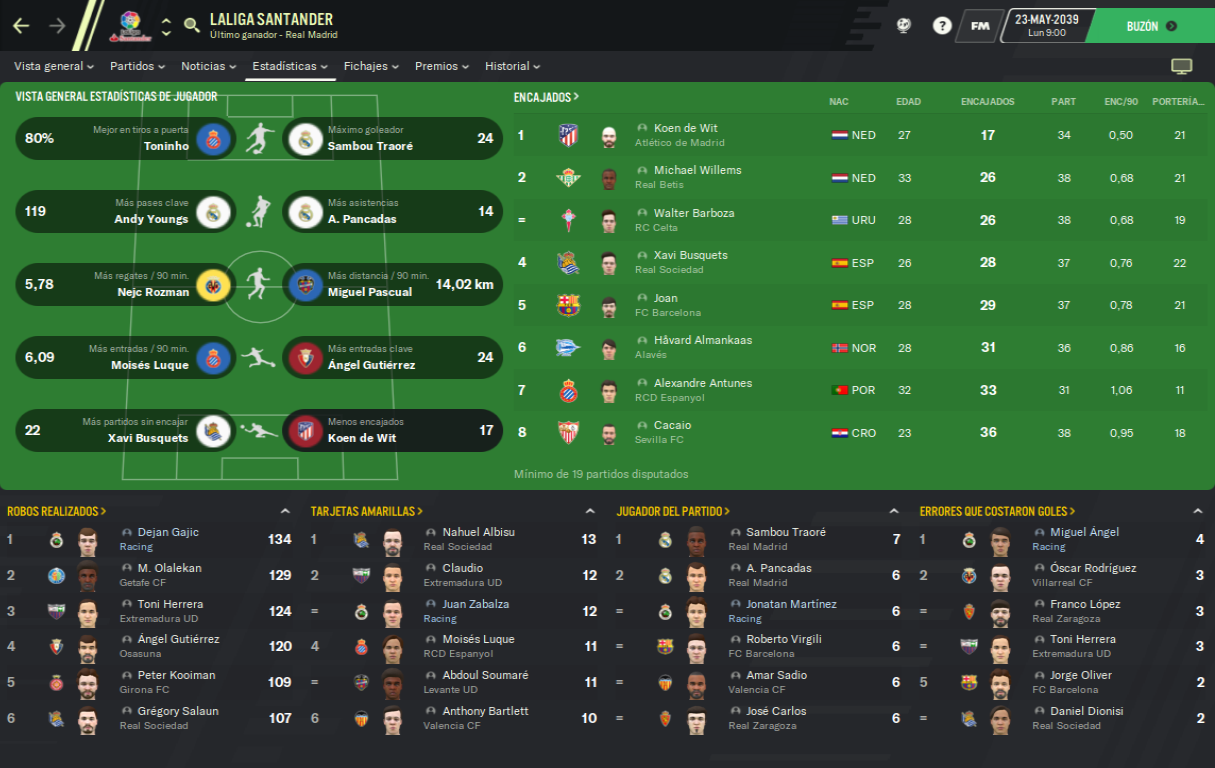 LALIGA SANTANDER
Último ganador - Real Madrid
?
FM
23-MAY-2039
Lun 9:00
BUZÓN
Vista general
Partidos
Noticias
Estadísticas
Fichajes
Premios
Historial
VISTA GENERAL ESTADÍSTICAS DE JUGADOR
80% Mejor en tiros a puerta
Toninho
Máximo goleador
Sambou Traoré 24
119 Más pases clave
Andy Youngs
Más asistencias
A. Pancadas 14
5,78 Más regates / 90 min.
Nejc Rozman
Más distancia / 90 min.
Miguel Pascual 14,02 km
6,09 Más entradas / 90 min.
Moisés Luque
Más entradas clave
Ángel Gutiérrez 24
22 Más partidos sin encajar
Xavi Busquets
Menos encajados
Koen de Wit 17
ENCAJADOS > NAC EDAD ENCAJADOS PART ENC/90 PORTERÍA...
1 Koen de Wit NED 27 17 34 0,50 21
Atlético de Madrid
2 Michael Willems NED 33 26 38 0,68 21
Real Betis
= Walter Barboza URU 28 26 38 0,68 19
RC Celta
4 Xavi Busquets ESP 26 28 37 0,76 22
Real Sociedad
5 Joan ESP 28 29 37 0,78 21
FC Barcelona
6 Håvard Almankaas NOR 28 31 36 0,86 16
Alavés
7 Alexandre Antunes POR 32 33 31 1,06 11
RCD Espanyol
8 Cacaio CRO 23 36 38 0,95 18
Sevilla FC
Mínimo de 19 partidos disputados
ROBOS REALIZADOS >
1 Dejan Gajic 134
Racing
2 M. Olalekan 129
Getafe CF
3 Toni Herrera 124
Extremadura UD
4 Ángel Gutiérrez 120
Osasuna
5 Peter Kooiman 109
Girona FC
6 Grégory Salaun 107
Real Sociedad
TARJETAS AMARILLAS >
1 Nahuel Albisu 13
Real Sociedad
2 Claudio 12
Extremadura UD
= Juan Zabalza 12
Racing
4 Moisés Luque 11
RCD Espanyol
= Abdoul Soumaré 11
Levante UD
6 Anthony Bartlett 10
Valencia CF
JUGADOR DEL PARTIDO >
1 Sambou Traoré 7
Real Madrid
2 A. Pancadas 6
Real Madrid
= Jonatan Martínez 6
Racing
= Roberto Virgili 6
FC Barcelona
= Amar Sadio 6
Valencia CF
= José Carlos 6
Real Zaragoza
ERRORES QUE COSTARON GOLES >
1 Miguel Ángel 4
Racing
2 Óscar Rodríguez 3
Villarreal CF
= Franco López 3
Real Zaragoza
= Toni Herrera 3
Extremadura UD
5 Jorge Oliver 2
FC Barcelona
= Daniel Dionisi 2
Real Sociedad